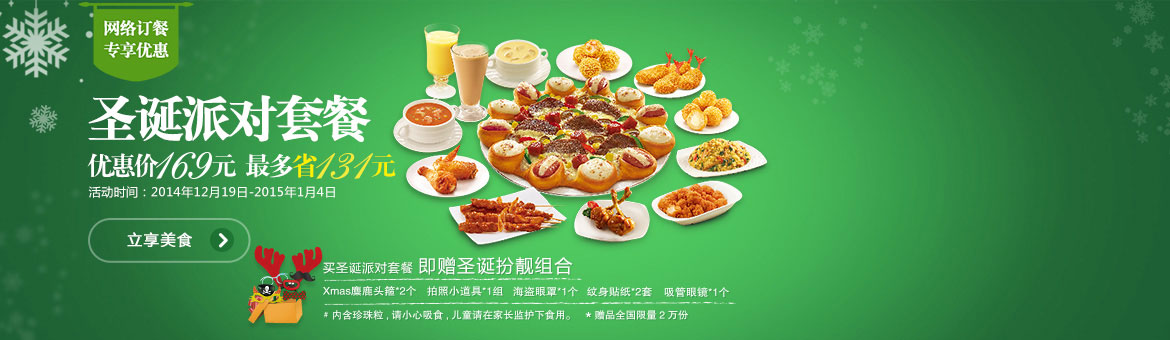 网络订餐
专享优惠
圣诞派对套餐
优惠价169元 最多省131元
活动时间：2014年12月19日-2015年1月4日
立享美食
买圣诞派对套餐 即赠圣诞扮靓组合
Xmas麋鹿头箍*2个 拍照小道具*1组 海盗眼罩*1个 纹身贴纸*2套 吸管眼镜*1个
# 内含珍珠粒，请小心吸食，儿童请在家长监护下食用。 * 赠品全国限量 2 万份